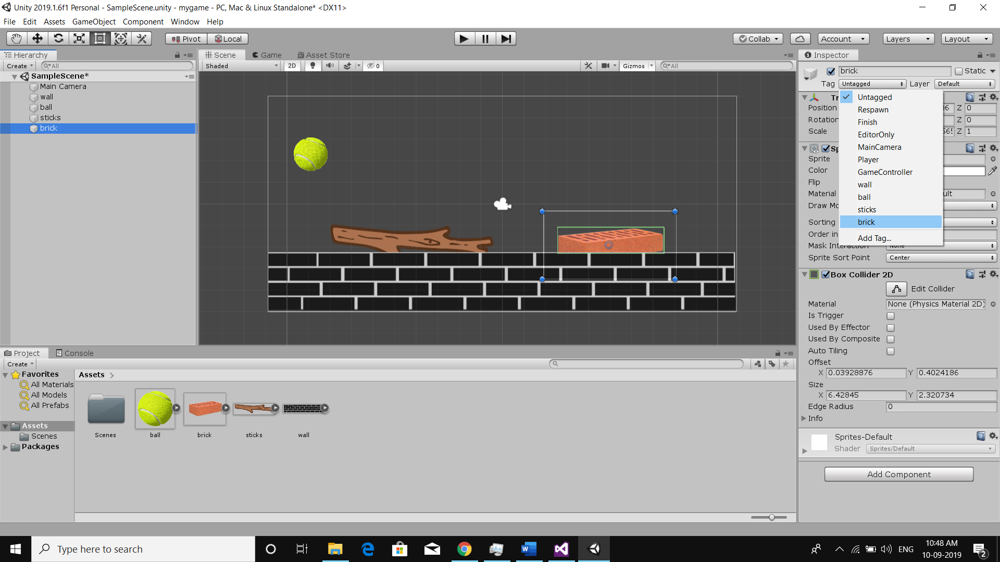 Unity 2019.1.6f1 Personal - SampleScene.unity - mygame - PC, Mac & Linux Standalone* <DX11>
File Edit Assets GameObject Component Window Help
Pivot Local Collab Account Layers Layout
Hierarchy
Create All
SampleScene*
Main Camera
wall
ball
sticks
brick
Scene Game Asset Store
Shaded 2D 0 Gizmos All
Inspector
brick Static
Tag Untagged Layer Default
Untagged
Respawn
Finish
EditorOnly
MainCamera
Player
GameController
wall
ball
sticks
brick
Add Tag...
Tr
Position 06 Z 0
Rotation Z 0
Scale Z 1
Sp
Sprite
Color
Flip
Material ult
Draw Mo
Sorting
Order in
Mask Interaction None
Sprite Sort Point Center
Box Collider 2D
Edit Collider
Material None (Physics Material 2D)
Is Trigger
Used By Effector
Used By Composite
Auto Tiling
Offset
X 0.03928876 Y 0.4024186
Size
X 6.42845 Y 2.320734
Edge Radius 0
Info
Sprites-Default
Shader Sprites/Default
Add Component
Project Console
Create
Favorites
All Materials
All Models
All Prefabs
Assets
Scenes
Packages
Assets
Scenes ball brick sticks wall
Type here to search
ENG
10:48 AM
10-09-2019
2